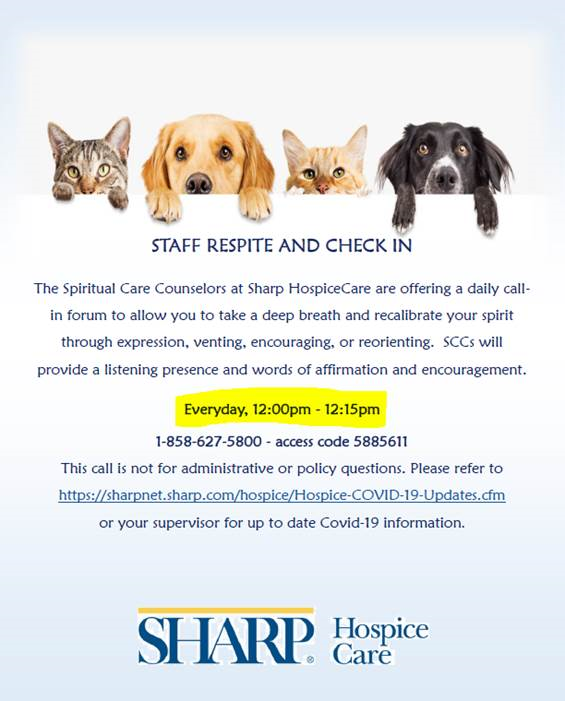 STAFF RESPITE AND CHECK IN
The Spiritual Care Counselors at Sharp HospiceCare are offering a daily call-
in forum to allow you to take a deep breath and recalibrate your spirit
through expression, venting, encouraging, or reorienting.  SCCs will
provide a listening presence and words of affirmation and encouragement.
Everyday, 12:00pm - 12:15pm
1-858-627-5800 - access code 5885611
This call is not for administrative or policy questions. Please refer to
https://sharpnet.sharp.com/hospice/Hospice-COVID-19-Updates.cfm
or your supervisor for up to date Covid-19 information.
SHARP® Hospice
Care